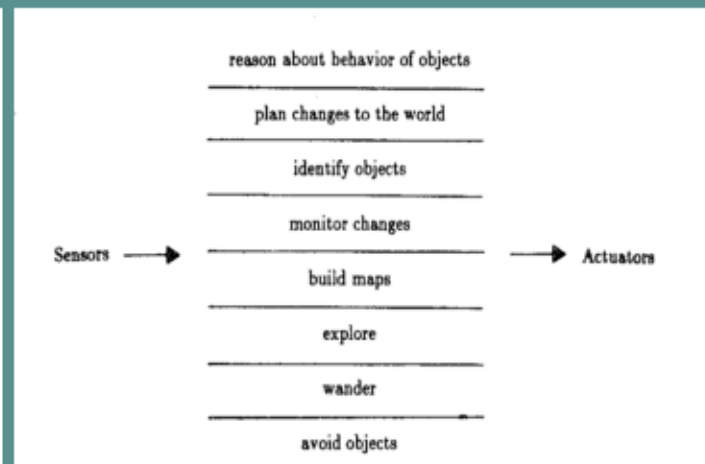 reason about behavior of objects
plan changes to the world
identify objects
monitor changes
Sensors
Actuators
build maps
explore
wander
avoid objects